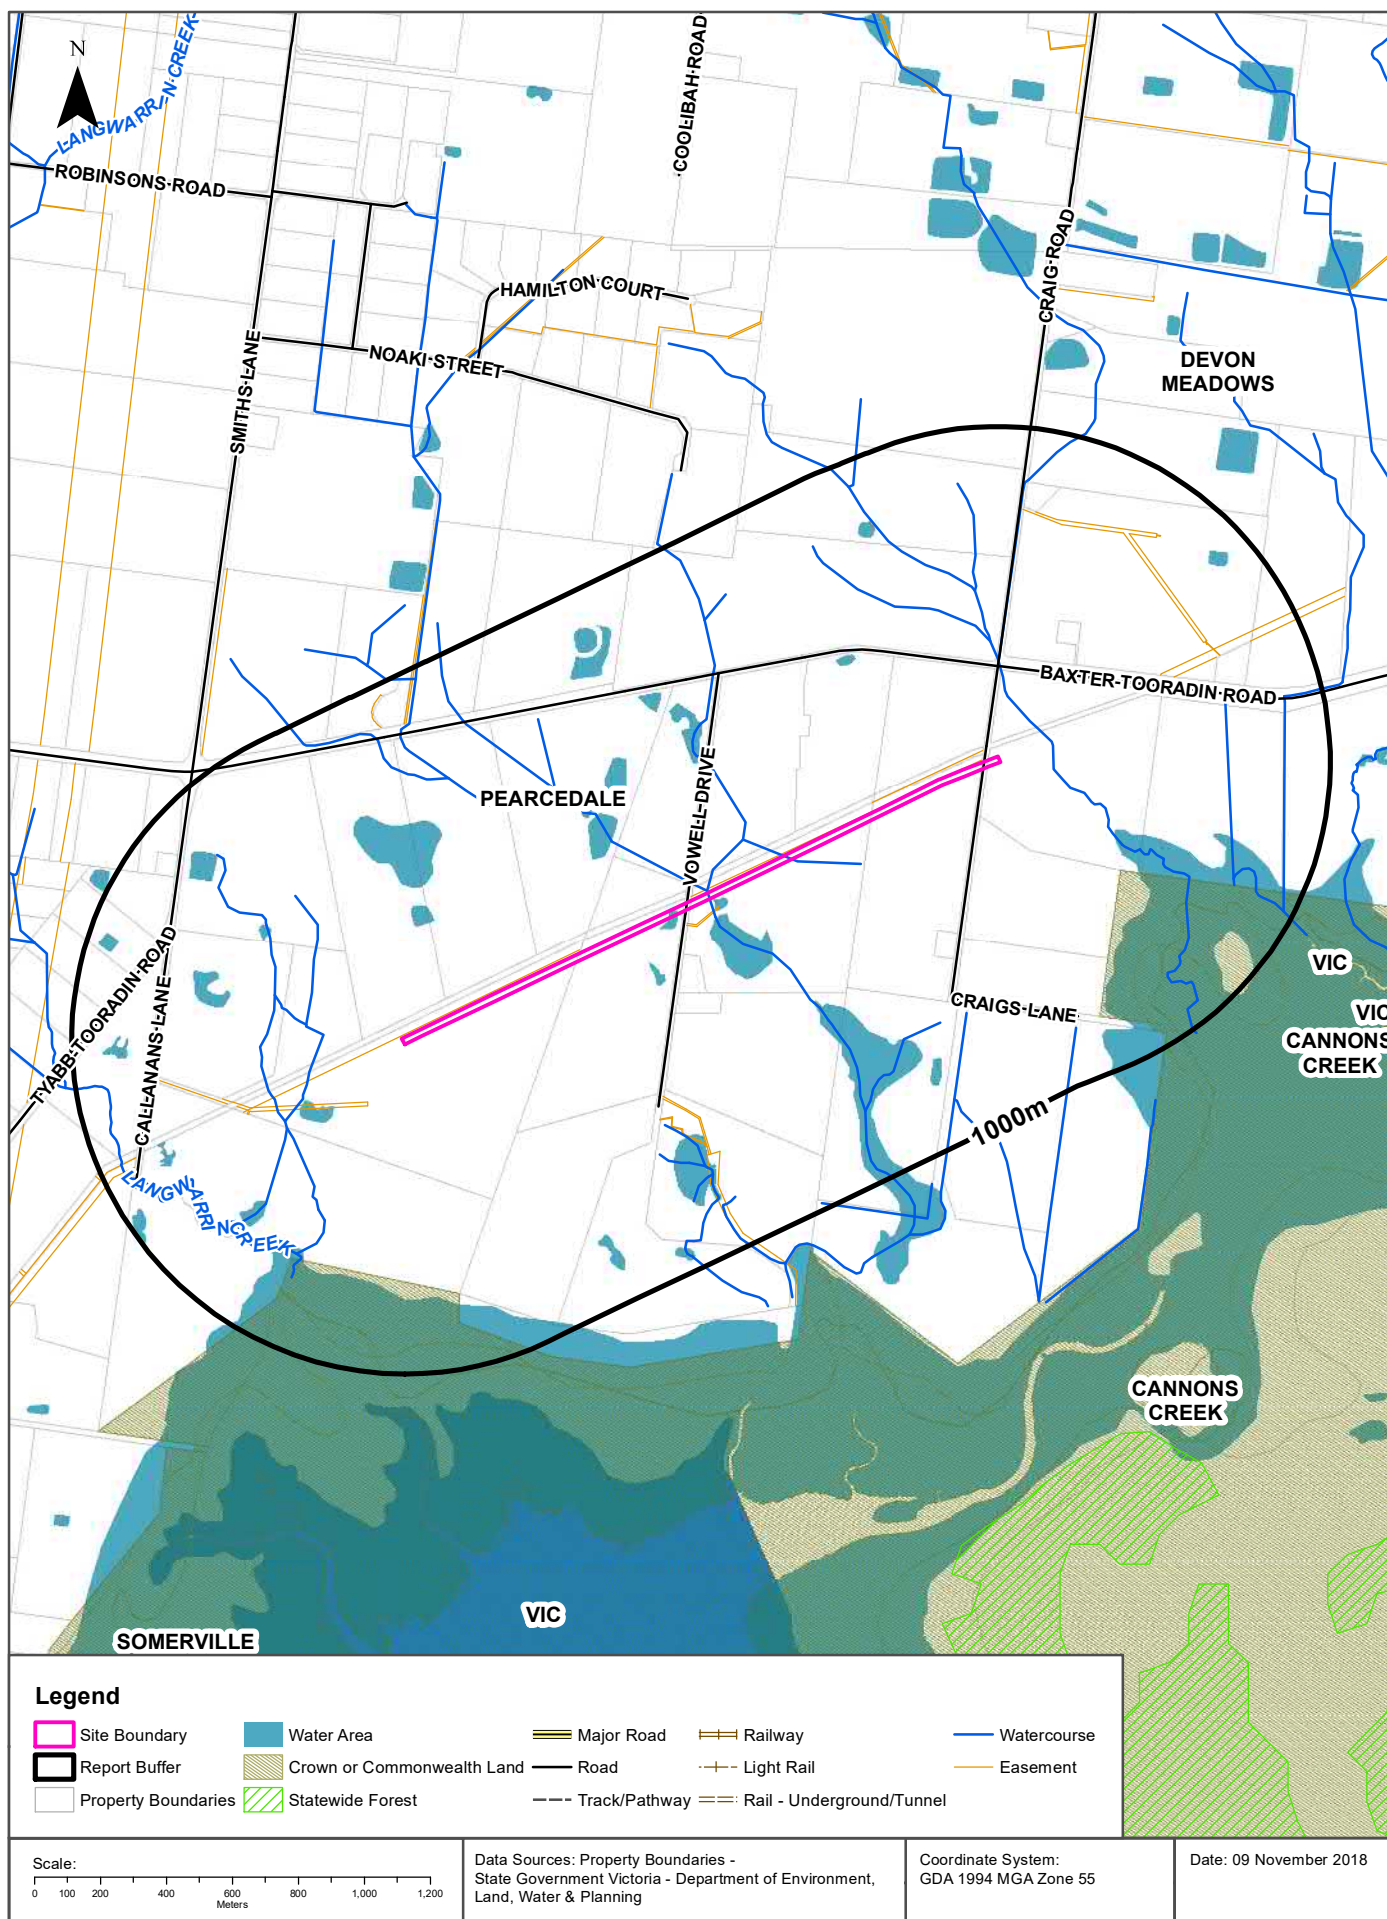 N
LANGWARRIN CREEK
COOLIBAH ROAD
ROBINSONS ROAD
CRAIG ROAD
HAMILTON COURT
NOAKI STREET
SMITHS LANE
DEVON
MEADOWS
BAXTER-TOORADIN ROAD
PEARCEDALE
VOWELL DRIVE
TYABB-TOORADIN ROAD
CALLANANS LANE
VIC
VIC
CANNONS
CREEK
CRAIGS LANE
1000m
LANGWARRIN CREEK
CANNONS
CREEK
VIC
SOMERVILLE
Legend
Site Boundary
Water Area
Major Road
Railway
Watercourse
Report Buffer
Crown or Commonwealth Land
Road
Light Rail
Easement
Property Boundaries
Statewide Forest
Track/Pathway
Rail - Underground/Tunnel
Scale:
0 100 200 400 600 800 1,000 1,200
Meters
Data Sources: Property Boundaries -
State Government Victoria - Department of Environment,
Land, Water & Planning
Coordinate System:
GDA 1994 MGA Zone 55
Date: 09 November 2018